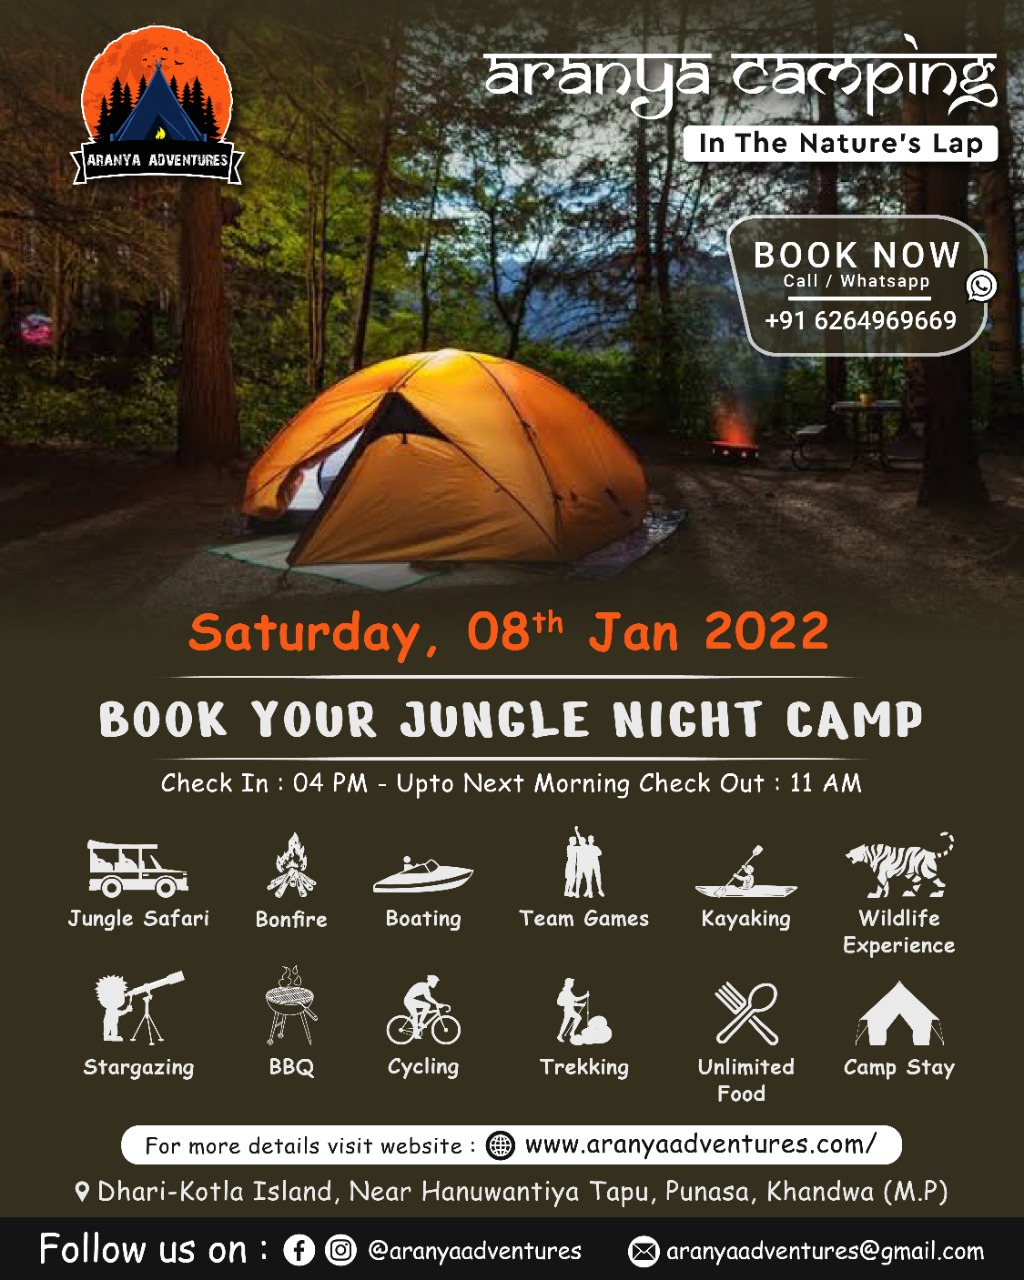 ARANYA ADVENTURES
aranya camping
In The Nature's Lap
BOOK NOW
Call / Whatsapp
+91 6264969669
Saturday, 08th Jan 2022
BOOK YOUR JUNGLE NIGHT CAMP
Check In : 04 PM - Upto Next Morning Check Out : 11 AM
Jungle Safari
Bonfire
Boating
Team Games
Kayaking
Wildlife
Experience
Stargazing
BBQ
Cycling
Trekking
Unlimited
Food
Camp Stay
For more details visit website : www.aranyaadventures.com/
Dhari-Kotla Island, Near Hanuwantiya Tapu, Punasa, Khandwa (M.P)
Follow us on : @aranyaadventures aranyaadventures@gmail.com